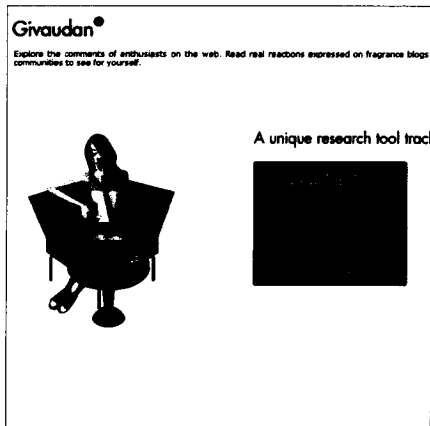 Givaudan
Explore the comments of enthusiasts on the web. Read real reactions expressed on fragrance blogs
communities to see for yourself.
A unique research tool track